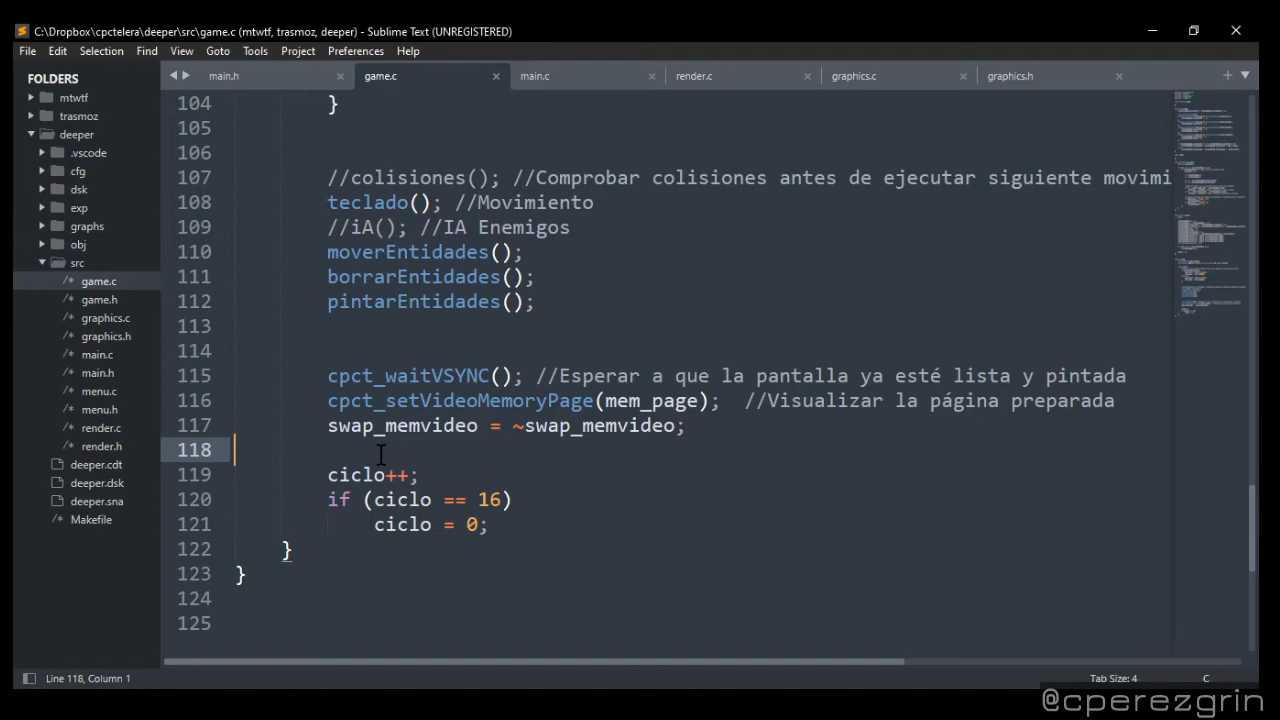 C:\Dropbox\cpctelera\deeper\src\game.c (mtwtf, trasmoz, deeper) - Sublime Text (UNREGISTERED)
File Edit Selection Find View Goto Tools Project Preferences Help
FOLDERS
mtwtf
trasmoz
deeper
.vscode
cfg
dsk
exp
graphs
obj
src
/* game.c
/* game.h
/* graphics.c
/* graphics.h
/* main.c
/* main.h
/* menu.c
/* menu.h
/* render.c
/* render.h
deeper.cdt
deeper.dsk
deeper.sna
/* Makefile
main.h × game.c × main.c × render.c × graphics.c × graphics.h ×
104 }
105
106
107 //colisiones(); //Comprobar colisiones antes de ejecutar siguiente movimi
108 teclado(); //Movimiento
109 //iA(); //IA Enemigos
110 moverEntidades();
111 borrarEntidades();
112 pintarEntidades();
113
114
115 cpct_waitVSYNC(); //Esperar a que la pantalla ya esté lista y pintada
116 cpct_setVideoMemoryPage(mem_page); //Visualizar la página preparada
117 swap_memvideo = ~swap_memvideo;
118
119 ciclo++;
120 if (ciclo == 16)
121 ciclo = 0;
122 }
123 }
124
125
Line 118, Column 1
Tab Size: 4
C
@cperezgrin